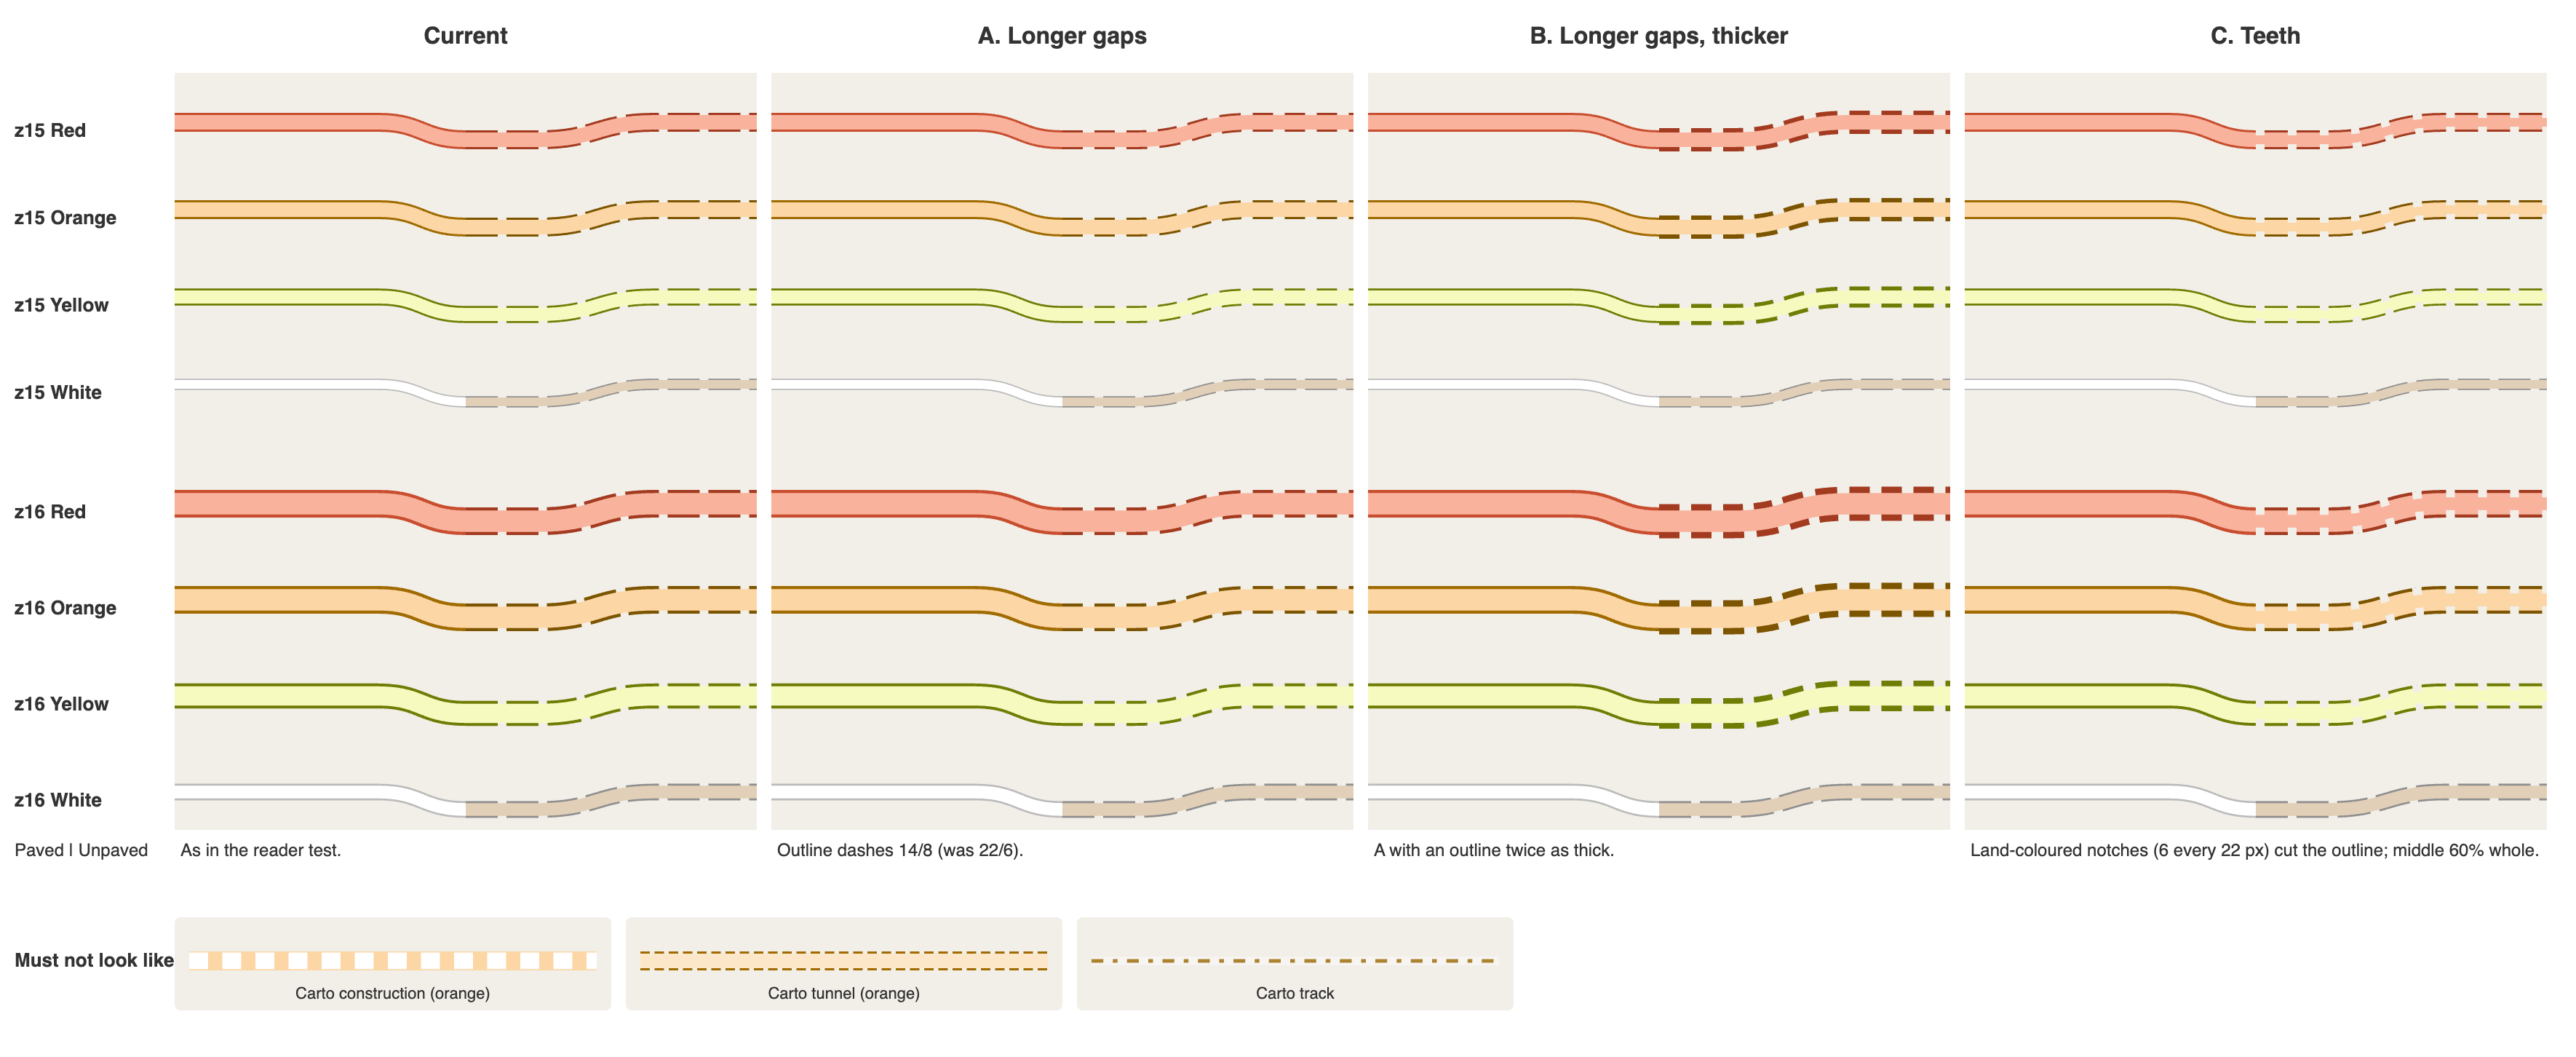 Current
A. Longer gaps
B. Longer gaps, thicker
C. Teeth
z15 Red
z15 Orange
z15 Yellow
z15 White
z16 Red
z16 Orange
z16 Yellow
z16 White
Paved | Unpaved
As in the reader test.
Outline dashes 14/8 (was 22/6).
A with an outline twice as thick.
Land-coloured notches (6 every 22 px) cut the outline; middle 60% whole.
Must not look like
Carto construction (orange)
Carto tunnel (orange)
Carto track